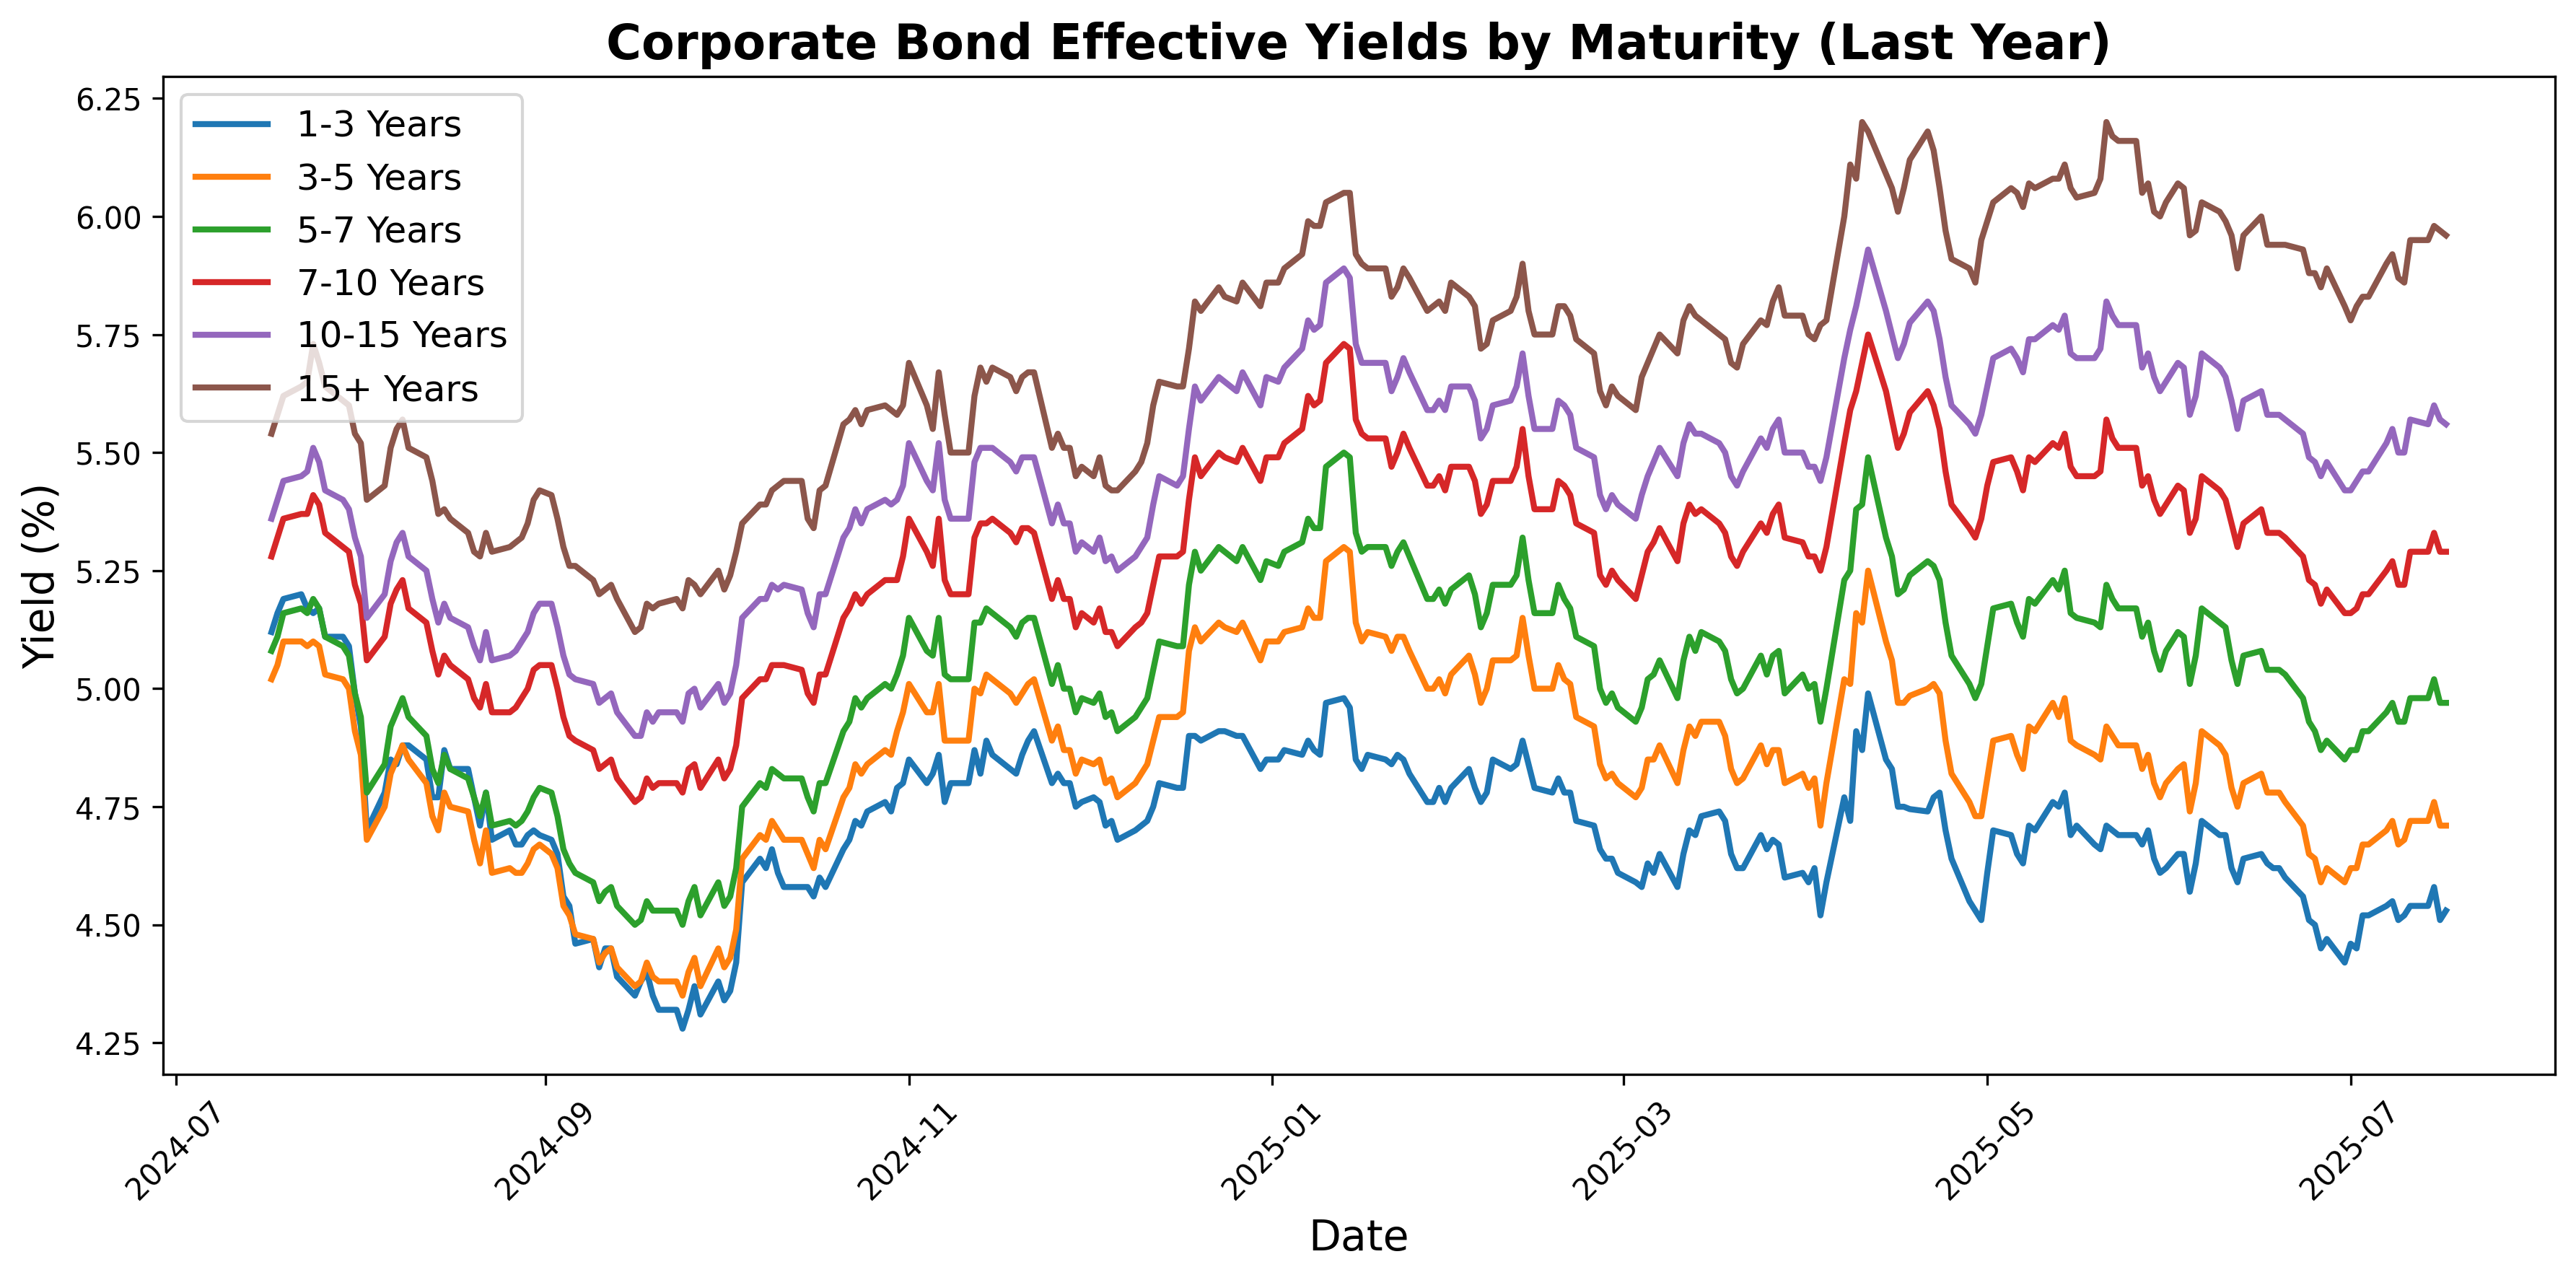 Corporate Bond Effective Yields by Maturity (Last Year)
6.25
6.00
5.75
5.50
5.25
5.00
4.75
4.50
4.25
Yield (%)
1-3 Years
3-5 Years
5-7 Years
7-10 Years
10-15 Years
15+ Years
2024-07
2024-09
2024-11
2025-01
2025-03
2025-05
2025-07
Date